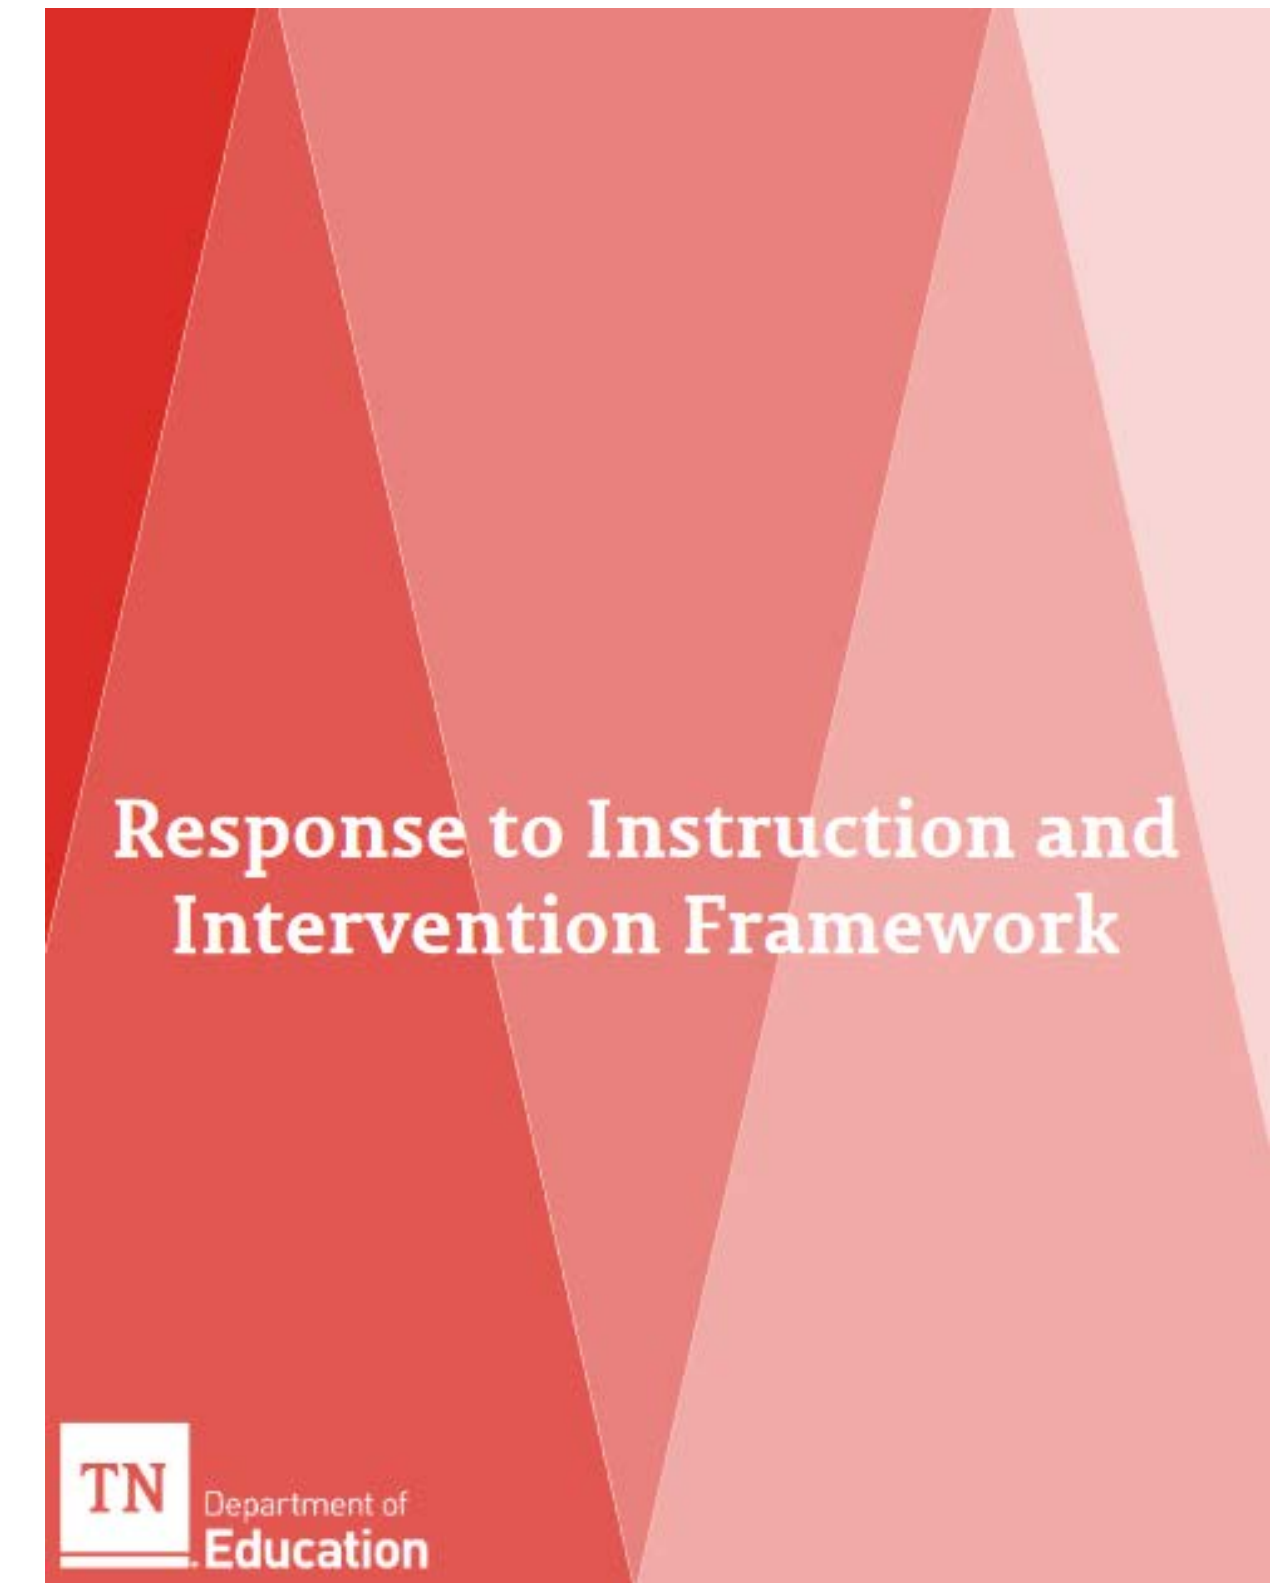 Response to Instruction and
Intervention Framework
TN
Department of
Education